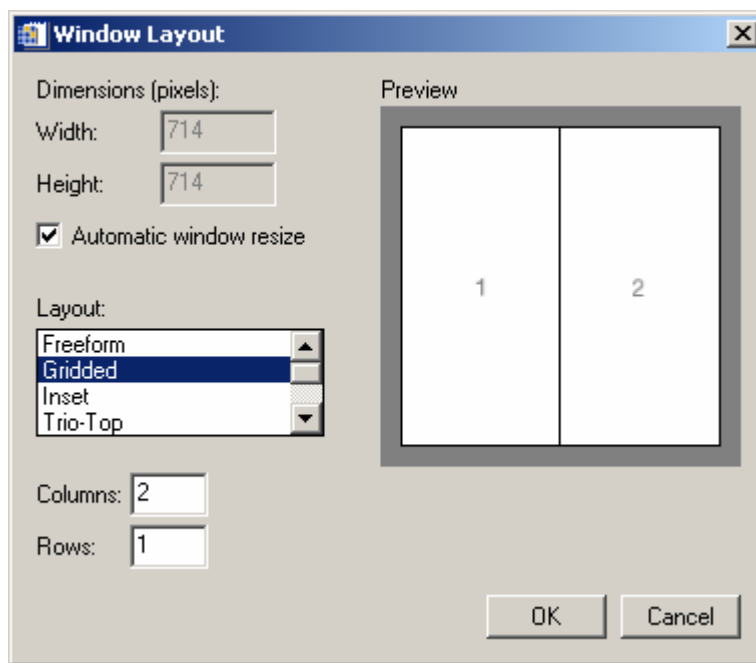 Window Layout
Dimensions (pixels):
Width: 714
Height: 714
Automatic window resize
Layout:
Freeform
Gridded
Inset
Trio-Top
Columns: 2
Rows: 1
Preview
1 2
OK Cancel